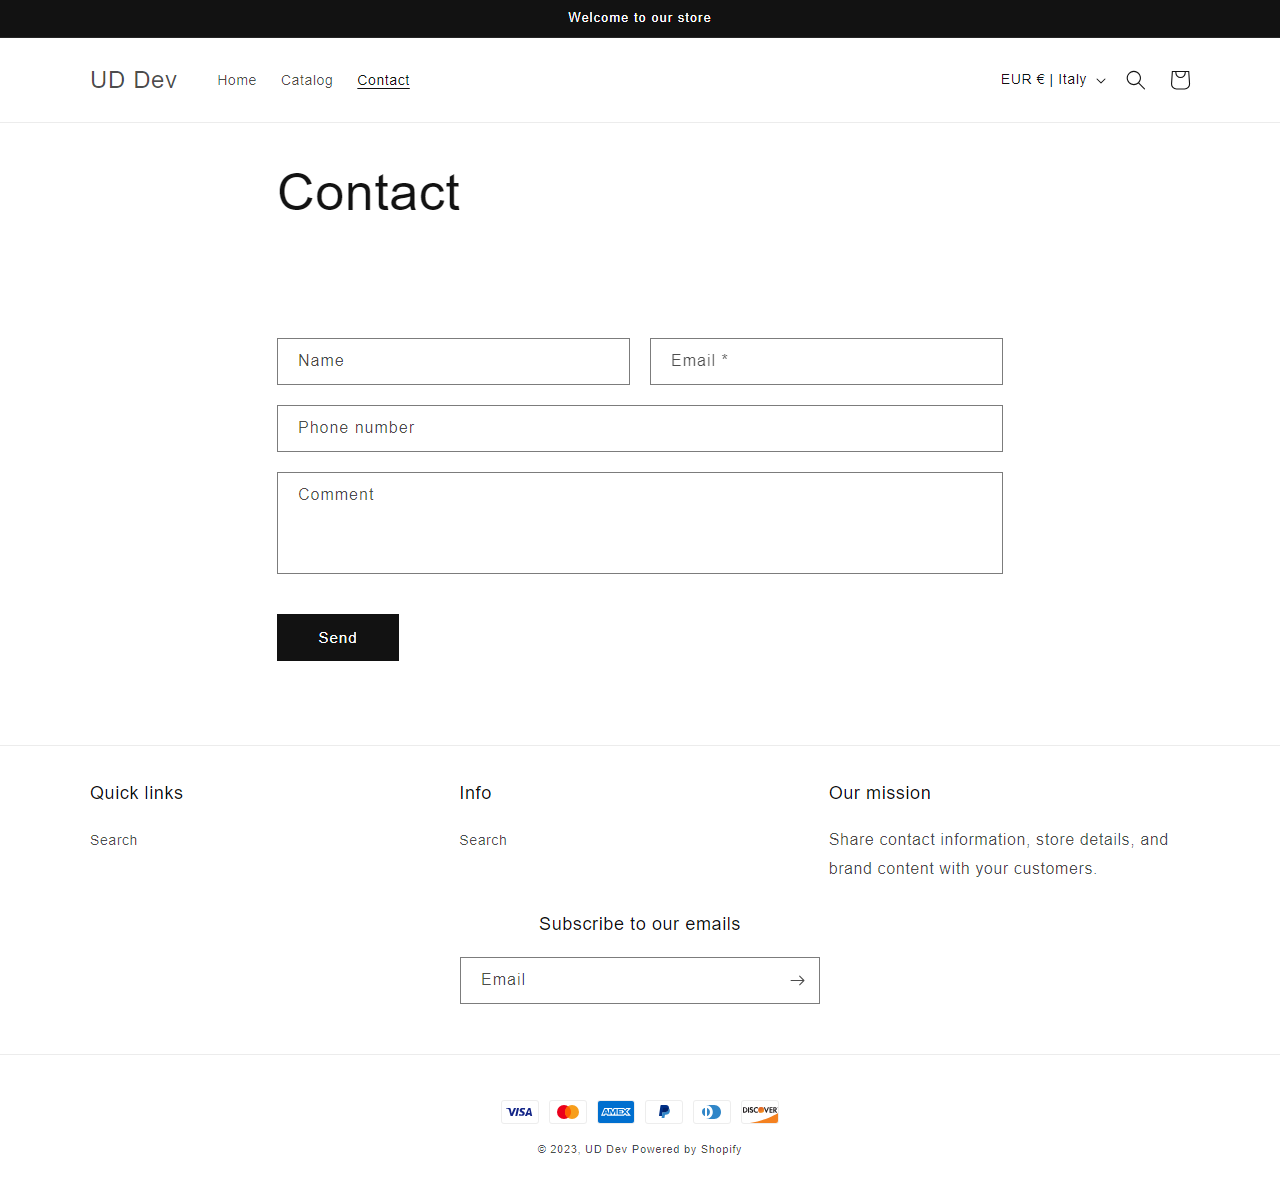 Welcome to our store
UD Dev
Home
Catalog
Contact
EUR € | Italy
Contact
Name
Email *
Phone number
Comment
Send
Quick links
Search
Info
Search
Our mission
Share contact information, store details, and
brand content with your customers.
Subscribe to our emails
Email
VISA
AMEX
DISCOVER
© 2023, UD Dev Powered by Shopify